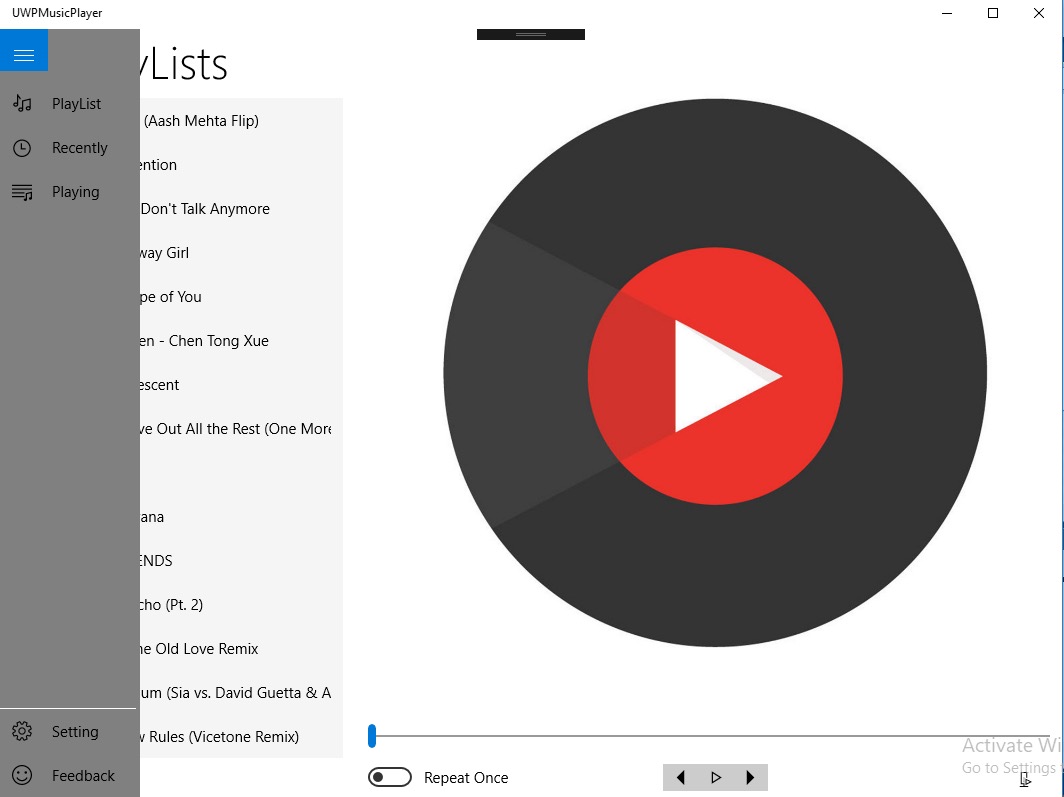 UWPMusicPlayer
yLists
PlayList
Recently
Playing
(Aash Mehta Flip)
ention
Don't Talk Anymore
way Girl
pe of You
en - Chen Tong Xue
escent
ve Out All the Rest (One More
ana
ENDS
cho (Pt. 2)
ne Old Love Remix
um (Sia vs. David Guetta & A
w Rules (Vicetone Remix)
Setting
Feedback
Repeat Once
Activate Wi
Go to Settings